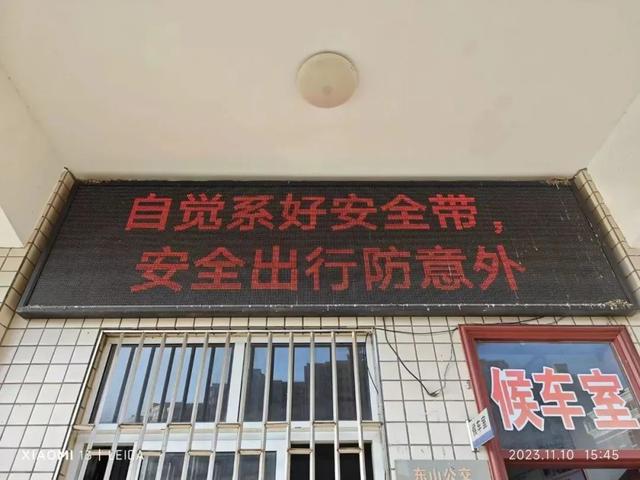 自觉系好安全带，
安全出行防意外
候车室
候车室
东山公交
XIAOMI 13 | LEICA
2023.11.10 15:45